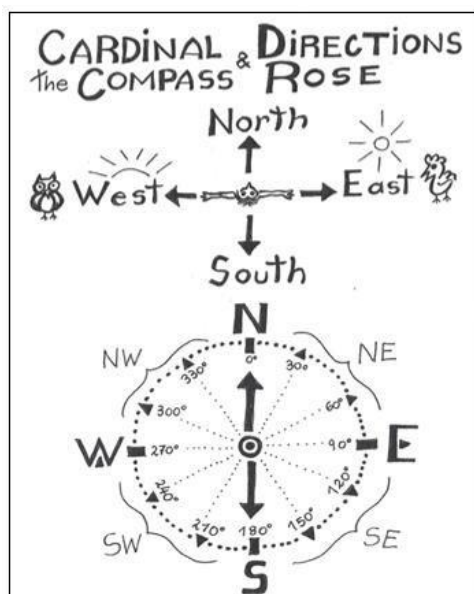 CARDINAL & DIRECTIONS
the COMPASS ROSE
North
West East
South
N
NW NE
330° 0° 30°
300° 60°
W 270° 90° E
240° 120°
210° 180° 150°
SW SE
S